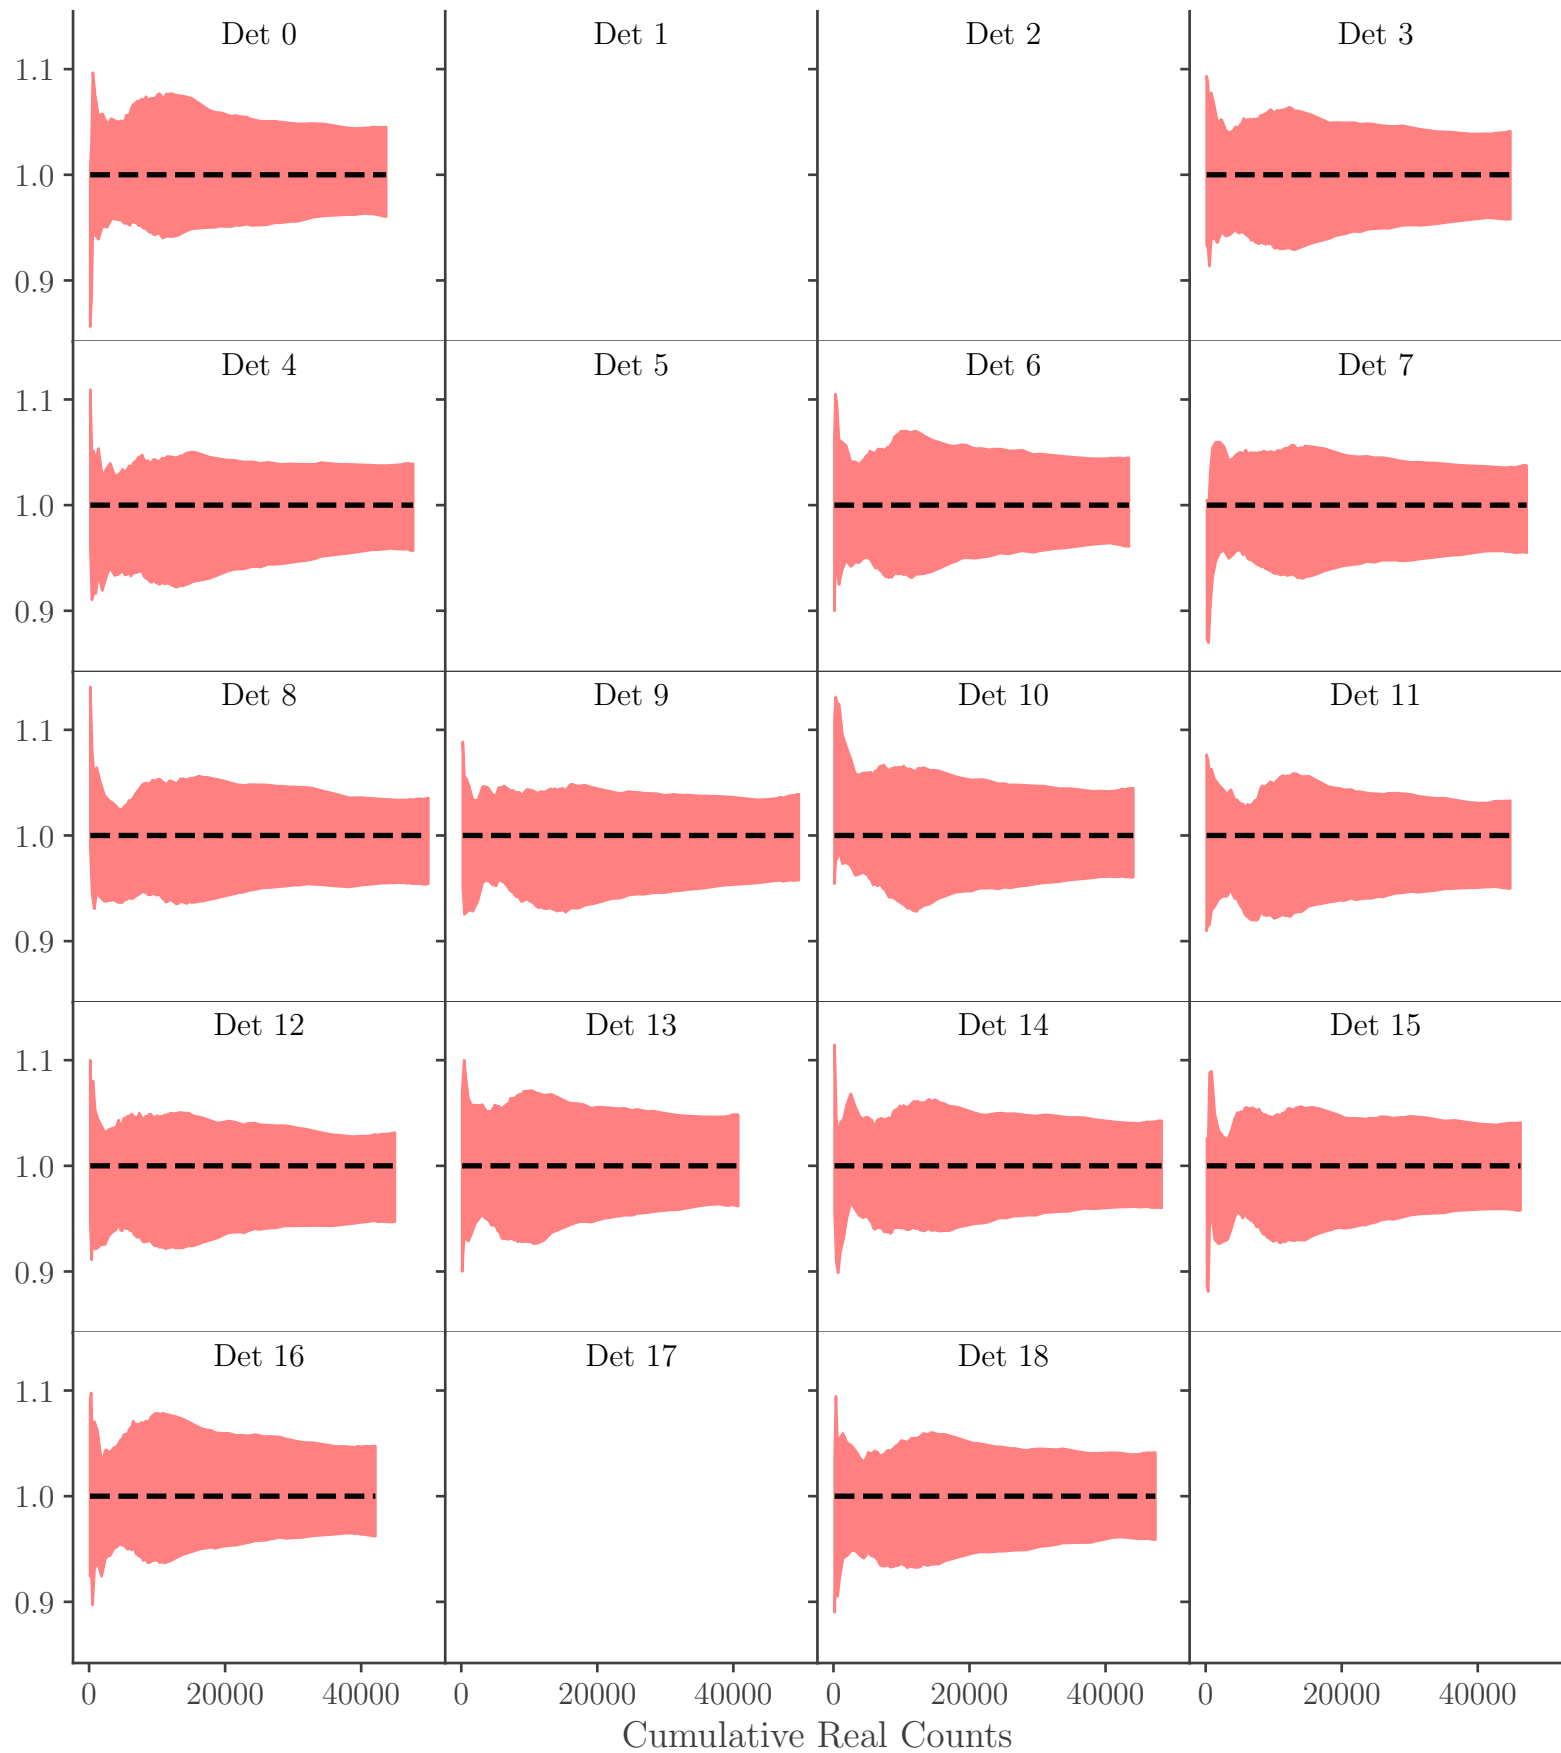 Det 0 Det 1 Det 2 Det 3
1.1
1.0
0.9
Det 4 Det 5 Det 6 Det 7
1.1
1.0
0.9
Det 8 Det 9 Det 10 Det 11
1.1
1.0
0.9
Det 12 Det 13 Det 14 Det 15
1.1
1.0
0.9
Det 16 Det 17 Det 18
1.1
1.0
0.9
0 20000 40000 0 20000 40000 0 20000 40000 0 20000 40000
Cumulative Real Counts